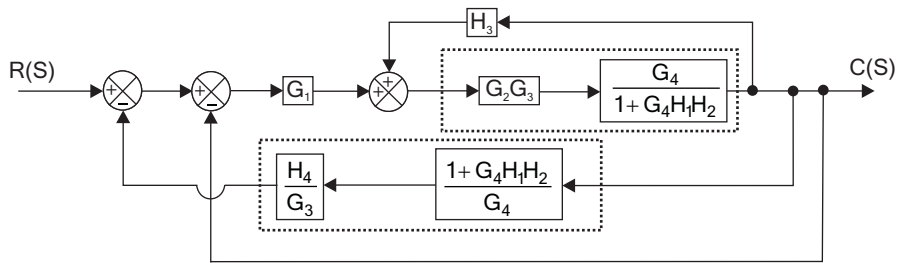 H₃
R(S)
C(S)
+
−
+
−
G₁
+
+
G₂G₃
G₄
1+G₄H₁H₂
H₄
G₃
1+G₄H₁H₂
G₄